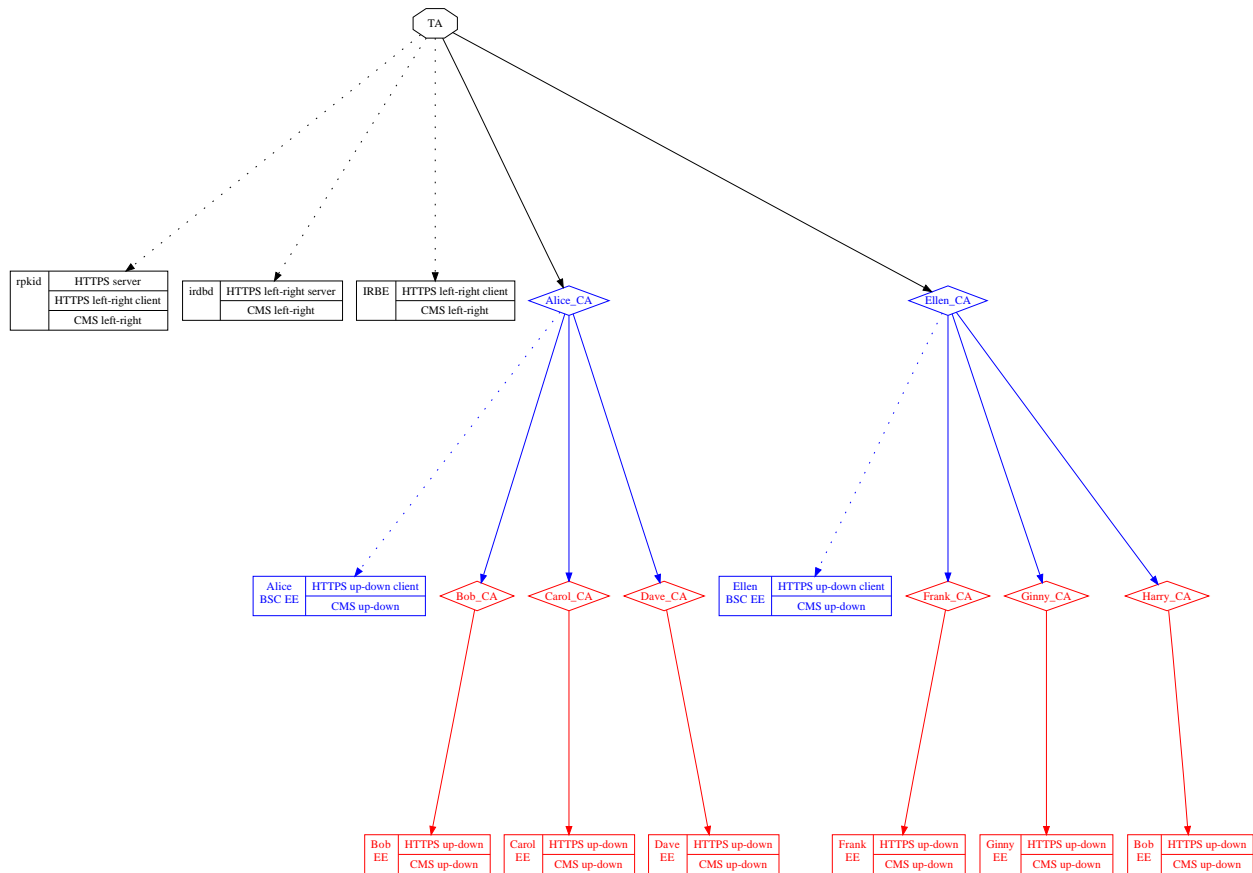 TA
rpkid
HTTPS server
HTTPS left-right client
CMS left-right
irdbd
HTTPS left-right server
CMS left-right
IRBE
HTTPS left-right client
CMS left-right
Alice_CA
Ellen_CA
Alice
BSC EE
HTTPS up-down client
CMS up-down
Bob_CA
Carol_CA
Dave_CA
Ellen
BSC EE
HTTPS up-down client
CMS up-down
Frank_CA
Ginny_CA
Harry_CA
Bob
EE
HTTPS up-down
CMS up-down
Carol
EE
HTTPS up-down
CMS up-down
Dave
EE
HTTPS up-down
CMS up-down
Frank
EE
HTTPS up-down
CMS up-down
Ginny
EE
HTTPS up-down
CMS up-down
Bob
EE
HTTPS up-down
CMS up-down